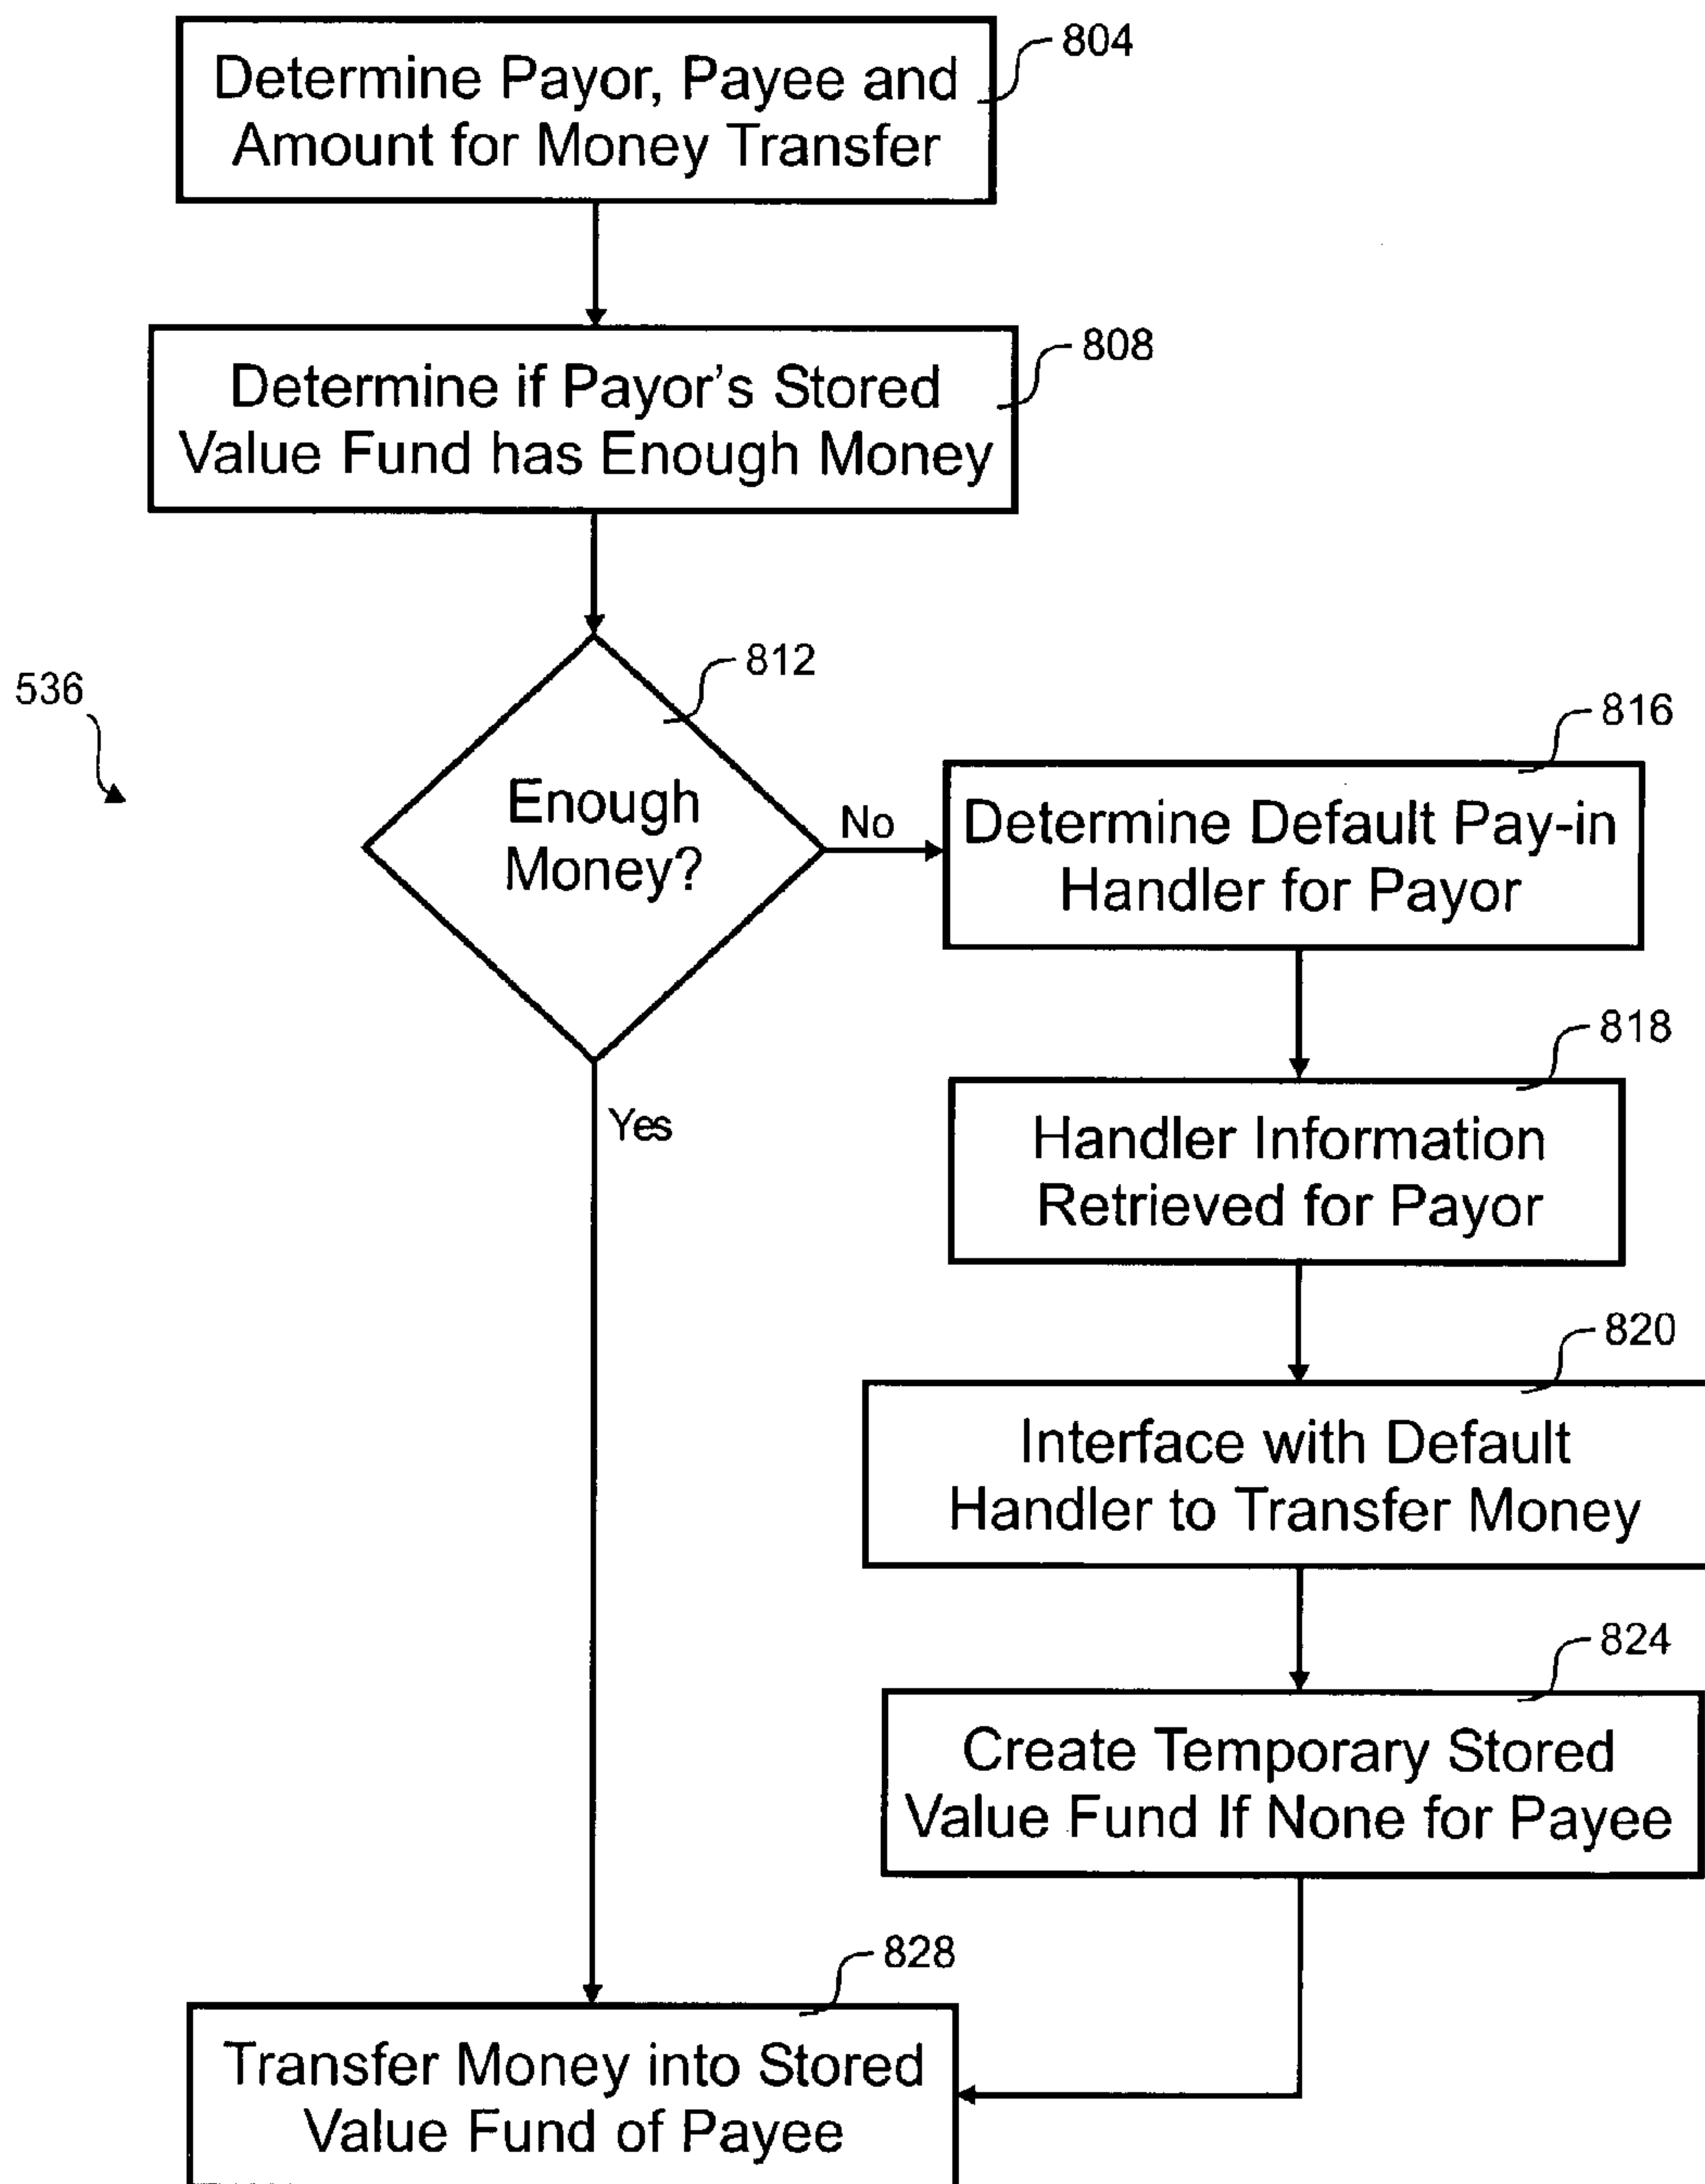 804
Determine Payor, Payee and
Amount for Money Transfer
808
Determine if Payor's Stored
Value Fund has Enough Money
812
536
Enough
Money?
No
816
Determine Default Pay-in
Handler for Payor
Yes
818
Handler Information
Retrieved for Payor
820
Interface with Default
Handler to Transfer Money
824
Create Temporary Stored
Value Fund If None for Payee
828
Transfer Money into Stored
Value Fund of Payee